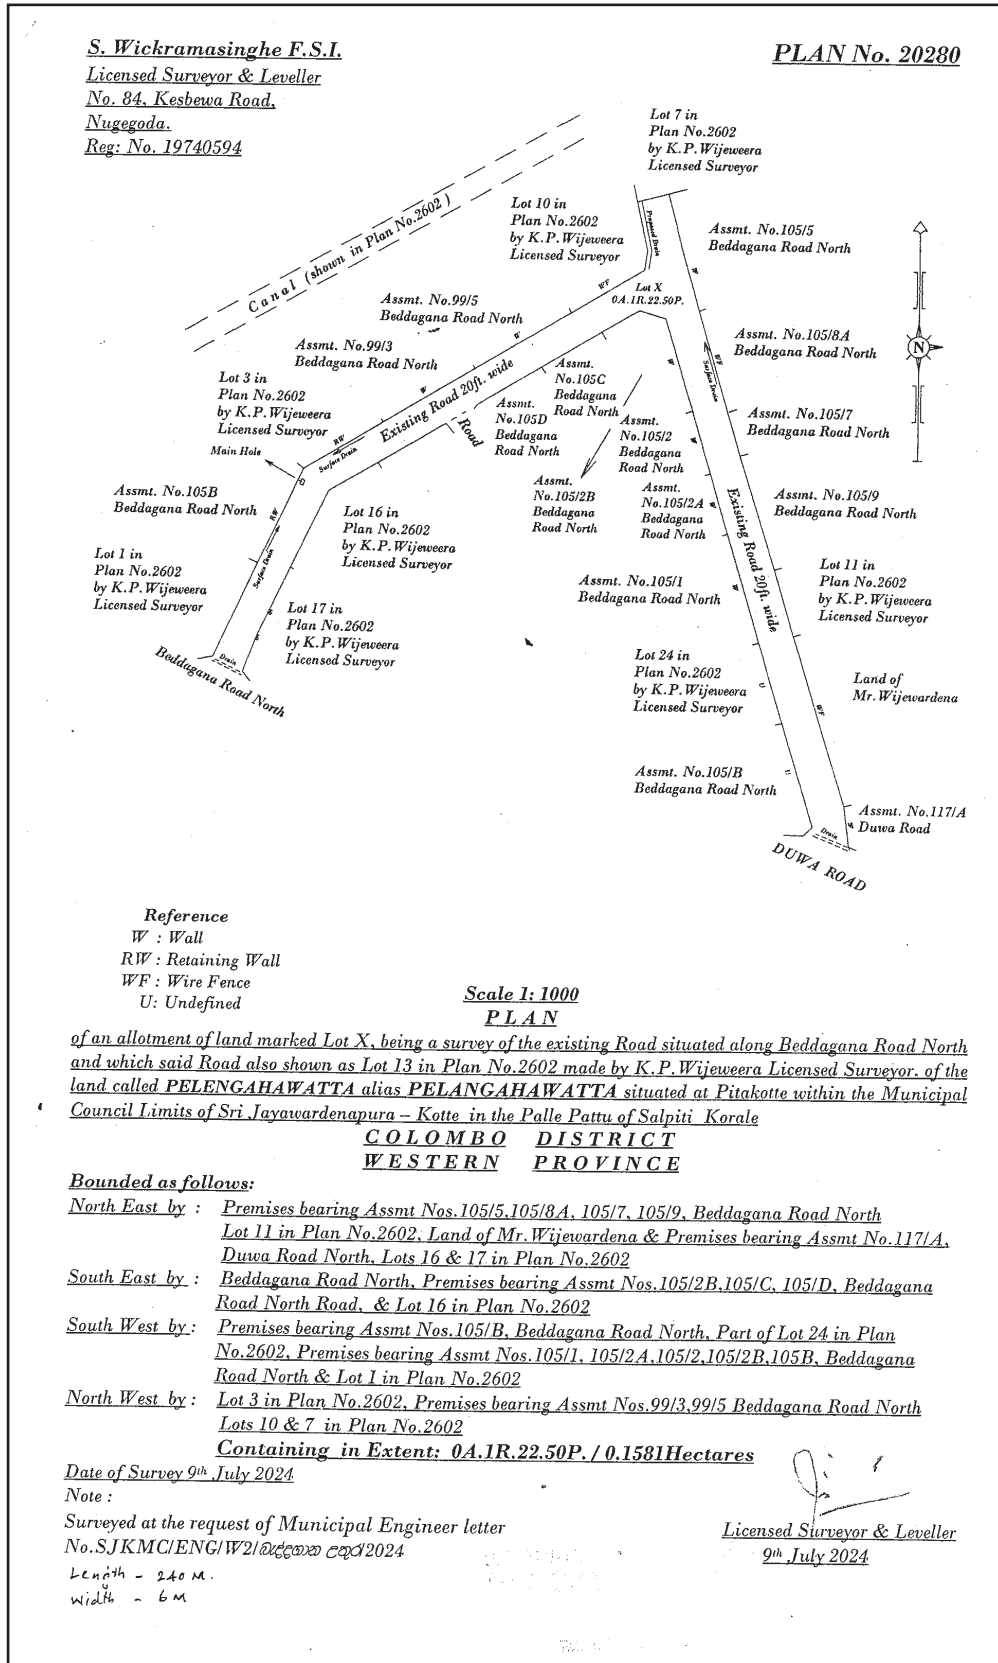 S. Wickramasinghe F.S.I.
Licensed Surveyor & Leveller
No. 84, Kesbewa Road,
Nugegoda.
Reg: No. 19740594
PLAN No. 20280
Lot 7 in
Plan No.2602
by K.P.Wijeweera
Licensed Surveyor
Lot 10 in
Plan No.2602
by K.P.Wijeweera
Licensed Surveyor
Proposed Drain
Canal (shown in Plan No.2602)
Assmt. No.105/5
Beddagana Road North
Lot X
0A.1R.22.50P.
WF
W
Assmt. No.99/5
Beddagana Road North
W
Assmt. No.99/3
Beddagana Road North
W
Assmt. No.105/8A
Beddagana Road North
WF
Surface Drain
N
Lot 3 in
Plan No.2602
by K.P.Wijeweera
Licensed Surveyor
Existing Road 20ft. wide
RW
Surface Drain
Road
Assmt.
No.105C
Beddagana
Road North
Assmt.
No.105D
Beddagana
Road North
W
Assmt.
No.105/2
Beddagana
Road North
Assmt. No.105/7
Beddagana Road North
W
Main Hole
Assmt. No.105B
Beddagana Road North
RW
Assmt.
No.105/2B
Beddagana
Road North
Assmt.
No.105/2A
Beddagana
Road North
W
Assmt. No.105/9
Beddagana Road North
Existing Road 20ft. wide
Lot 16 in
Plan No.2602
by K.P.Wijeweera
Licensed Surveyor
Lot 1 in
Plan No.2602
by K.P.Wijeweera
Licensed Surveyor
Surface Drain
Lot 11 in
Plan No.2602
by K.P.Wijeweera
Licensed Surveyor
Assmt. No.105/1
Beddagana Road North
W
Lot 17 in
Plan No.2602
by K.P.Wijeweera
Licensed Surveyor
Drain
Beddagana Road North
Lot 24 in
Plan No.2602
by K.P.Wijeweera
Licensed Surveyor
U
Land of
Mr.Wijewardena
WF
Assmt. No.105/B
Beddagana Road North
U
Assmt. No.117/A
Duwa Road
Drain
DUWA ROAD
Reference
W : Wall
RW : Retaining Wall
WF : Wire Fence
U: Undefined
Scale 1: 1000
PLAN
of an allotment of land marked Lot X, being a survey of the existing Road situated along Beddagana Road North
and which said Road also shown as Lot 13 in Plan No.2602 made by K.P.Wijeweera Licensed Surveyor. of the
land called PELENGAHAWATTA alias PELANGAHAWATTA situated at Pitakotte within the Municipal
Council Limits of Sri Jayawardenapura – Kotte in the Palle Pattu of Salpiti Korale
COLOMBO DISTRICT
WESTERN PROVINCE
Bounded as follows:
North East by : Premises bearing Assmt Nos.105/5,105/8A, 105/7, 105/9, Beddagana Road North
Lot 11 in Plan No.2602, Land of Mr.Wijewardena & Premises bearing Assmt No.117/A,
Duwa Road North, Lots 16 & 17 in Plan No.2602
South East by : Beddagana Road North, Premises bearing Assmt Nos.105/2B,105/C, 105/D, Beddagana
Road North Road, & Lot 16 in Plan No.2602
South West by : Premises bearing Assmt Nos.105/B, Beddagana Road North, Part of Lot 24 in Plan
No.2602, Premises bearing Assmt Nos.105/1, 105/2A,105/2,105/2B,105B, Beddagana
Road North & Lot 1 in Plan No.2602
North West by : Lot 3 in Plan No.2602, Premises bearing Assmt Nos.99/3,99/5 Beddagana Road North
Lots 10 & 7 in Plan No.2602
Containing in Extent: 0A.1R.22.50P. / 0.1581Hectares
Date of Survey 9th July 2024
Note :
Surveyed at the request of Municipal Engineer letter
No.SJKMC/ENG/W2/බැද්දගාන උතුර/2024
Length - 240 M.
Width - 6 M
Licensed Surveyor & Leveller
9th July 2024